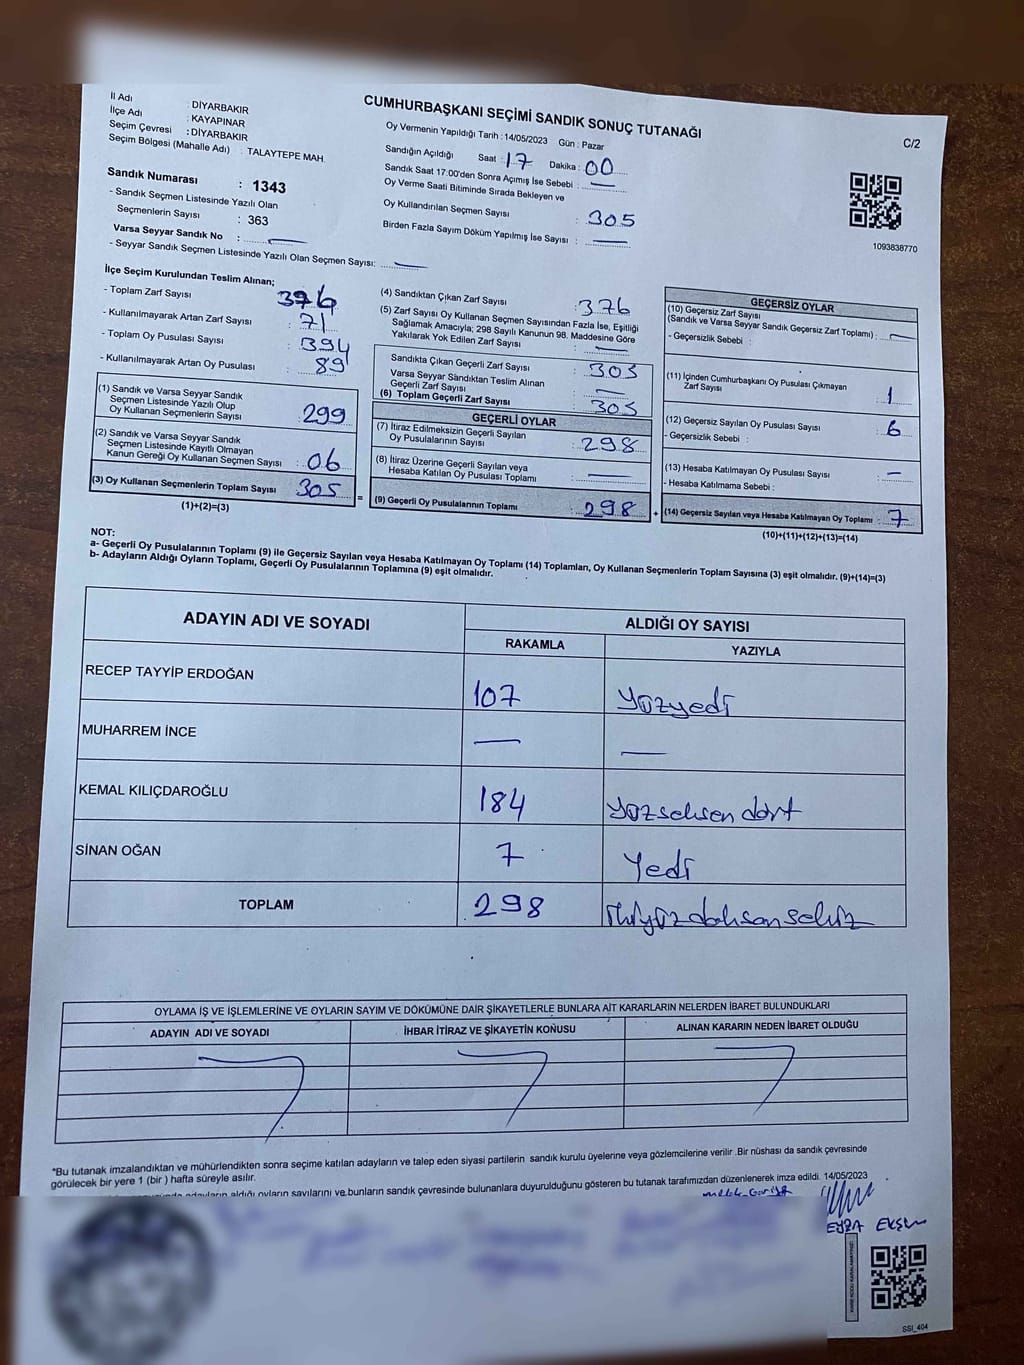 CUMHURBAŞKANI SEÇİMİ SANDIK SONUÇ TUTANAĞI
C/2
İl Adı : DİYARBAKIR
İlçe Adı : KAYAPINAR
Seçim Çevresi : DİYARBAKIR
Seçim Bölgesi (Mahalle Adı) : TALAYTEPE MAH.
Sandık Numarası : 1343
- Sandık Seçmen Listesinde Yazılı Olan
Seçmenlerin Sayısı : 363
Varsa Seyyar Sandık No : —
- Seyyar Sandık Seçmen Listesinde Yazılı Olan Seçmen Sayısı: —
Oy Vermenin Yapıldığı Tarih : 14/05/2023 Gün : Pazar
Sandığın Açıldığı Saat : 17 Dakika : 00
Sandık Saat 17:00'den Sonra Açımış İse Sebebi : —
Oy Verme Saati Bitiminde Sırada Bekleyen ve
Oy Kullandırılan Seçmen Sayısı : 305
Birden Fazla Sayım Döküm Yapılmış İse Sayısı : —
1093838770
İlçe Seçim Kurulundan Teslim Alınan;
- Toplam Zarf Sayısı : 376
- Kullanılmayarak Artan Zarf Sayısı : 71
- Toplam Oy Pusulası Sayısı : 394
- Kullanılmayarak Artan Oy Pusulası : 89
(1) Sandık ve Varsa Seyyar Sandık
Seçmen Listesinde Yazılı Olup
Oy Kullanan Seçmenlerin Sayısı : 299
(2) Sandık ve Varsa Seyyar Sandık
Seçmen Listesinde Kayıtlı Olmayan
Kanun Gereği Oy Kullanan Seçmen Sayısı : 06
(3) Oy Kullanan Seçmenlerin Toplam Sayısı : 305
(1)+(2)=(3)
=
(4) Sandıktan Çıkan Zarf Sayısı : 376
(5) Zarf Sayısı Oy Kullanan Seçmen Sayısından Fazla İse, Eşitliği
Sağlamak Amacıyla; 298 Sayılı Kanunun 98. Maddesine Göre
Yakılarak Yok Edilen Zarf Sayısı : —
Sandıkta Çıkan Geçerli Zarf Sayısı : 305
Varsa Seyyar Sandıktan Teslim Alınan
Geçerli Zarf Sayısı : —
(6) Toplam Geçerli Zarf Sayısı : 305
GEÇERLİ OYLAR
(7) İtiraz Edilmeksizin Geçerli Sayılan
Oy Pusulalarının Sayısı : 298
(8) İtiraz Üzerine Geçerli Sayılan veya
Hesaba Katılan Oy Pusulası Toplamı : —
(9) Geçerli Oy Pusulalarının Toplamı : 298
+
GEÇERSİZ OYLAR
(10) Geçersiz Zarf Sayısı
(Sandık ve Varsa Seyyar Sandık Geçersiz Zarf Toplamı) : —
- Geçersizlik Sebebi :
(11) İçinden Cumhurbaşkanı Oy Pusulası Çıkmayan
Zarf Sayısı : 1
(12) Geçersiz Sayılan Oy Pusulası Sayısı : 6
- Geçersizlik Sebebi :
(13) Hesaba Katılmayan Oy Pusulası Sayısı : —
- Hesaba Katılmama Sebebi :
(14) Geçersiz Sayılan veya Hesaba Katılmayan Oy Toplamı : 7
(10)+(11)+(12)+(13)=(14)
NOT:
a- Geçerli Oy Pusulalarının Toplamı (9) ile Geçersiz Sayılan veya Hesaba Katılmayan Oy Toplamı (14) Toplamları, Oy Kullanan Seçmenlerin Toplam Sayısına (3) eşit olmalıdır. (9)+(14)=(3)
b- Adayların Aldığı Oyların Toplamı, Geçerli Oy Pusulalarının Toplamına (9) eşit olmalıdır.
ADAYIN ADI VE SOYADI
ALDIĞI OY SAYISI
RAKAMLA YAZIYLA
RECEP TAYYİP ERDOĞAN 107 yüzyedi
MUHARREM İNCE — —
KEMAL KILIÇDAROĞLU 184 yüzseksen dört
SİNAN OĞAN 7 Yedi
TOPLAM 298 ikiyüz doksan sekiz
OYLAMA İŞ VE İŞLEMLERİNE VE OYLARIN SAYIM VE DÖKÜMÜNE DAİR ŞİKAYETLERLE BUNLARA AİT KARARLARIN NELERDEN İBARET BULUNDUKLARI
ADAYIN ADI VE SOYADI İHBAR İTİRAZ VE ŞİKAYETİN KONUSU ALINAN KARARIN NEDEN İBARET OLDUĞU
*Bu tutanak imzalandıktan ve mühürlendikten sonra seçime katılan adayların ve talep eden siyasi partilerin sandık kurulu üyelerine veya gözlemcilerine verilir. Bir nüshası da sandık çevresinde
görülecek bir yere 1 (bir ) hafta süreyle asılır.
adayların aldığı oyların sayılarını ve bunların sandık çevresinde bulunanlara duyurulduğunu gösteren bu tutanak tarafımızdan düzenlenerek imza edildi. 14/05/2023
SSI_404